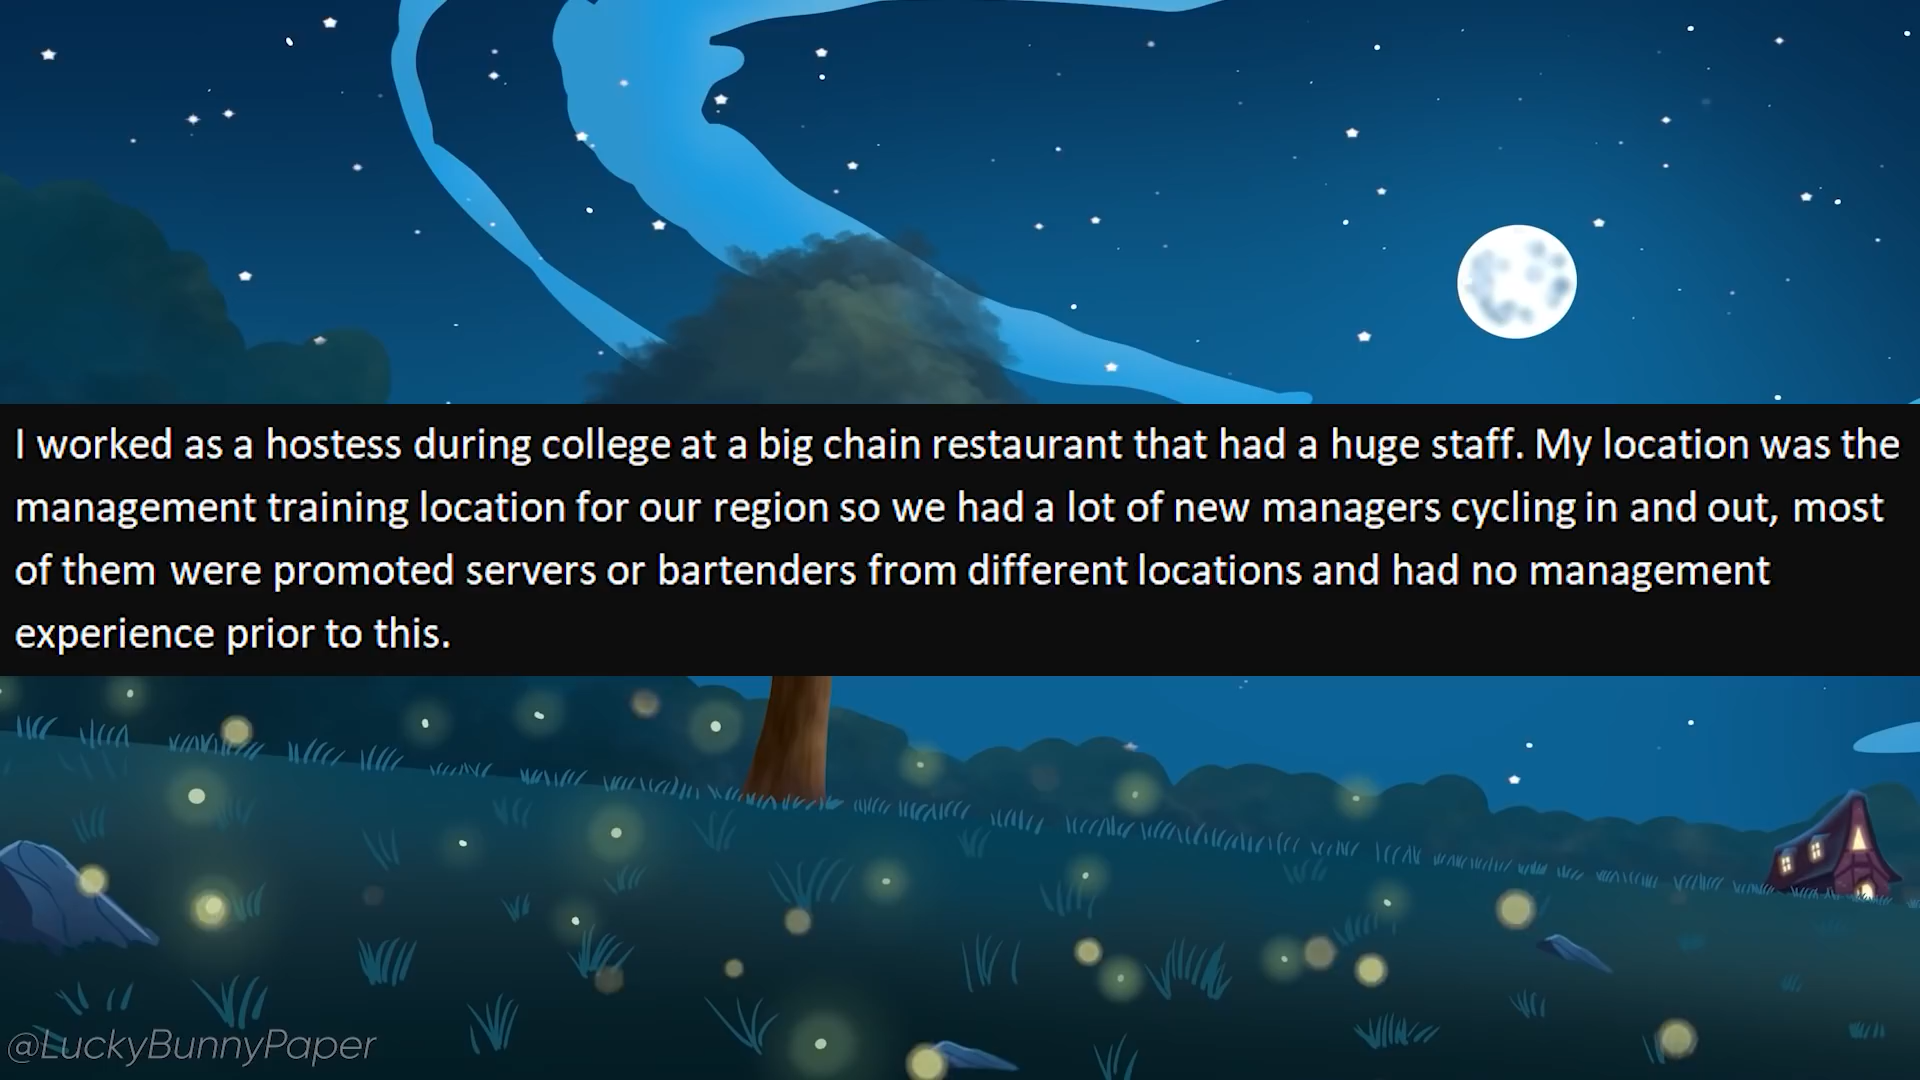 I worked as a hostess during college at a big chain restaurant that had a huge staff. My location was the
management training location for our region so we had a lot of new managers cycling in and out, most
of them were promoted servers or bartenders from different locations and had no management
experience prior to this.
@LuckyBunnyPaper